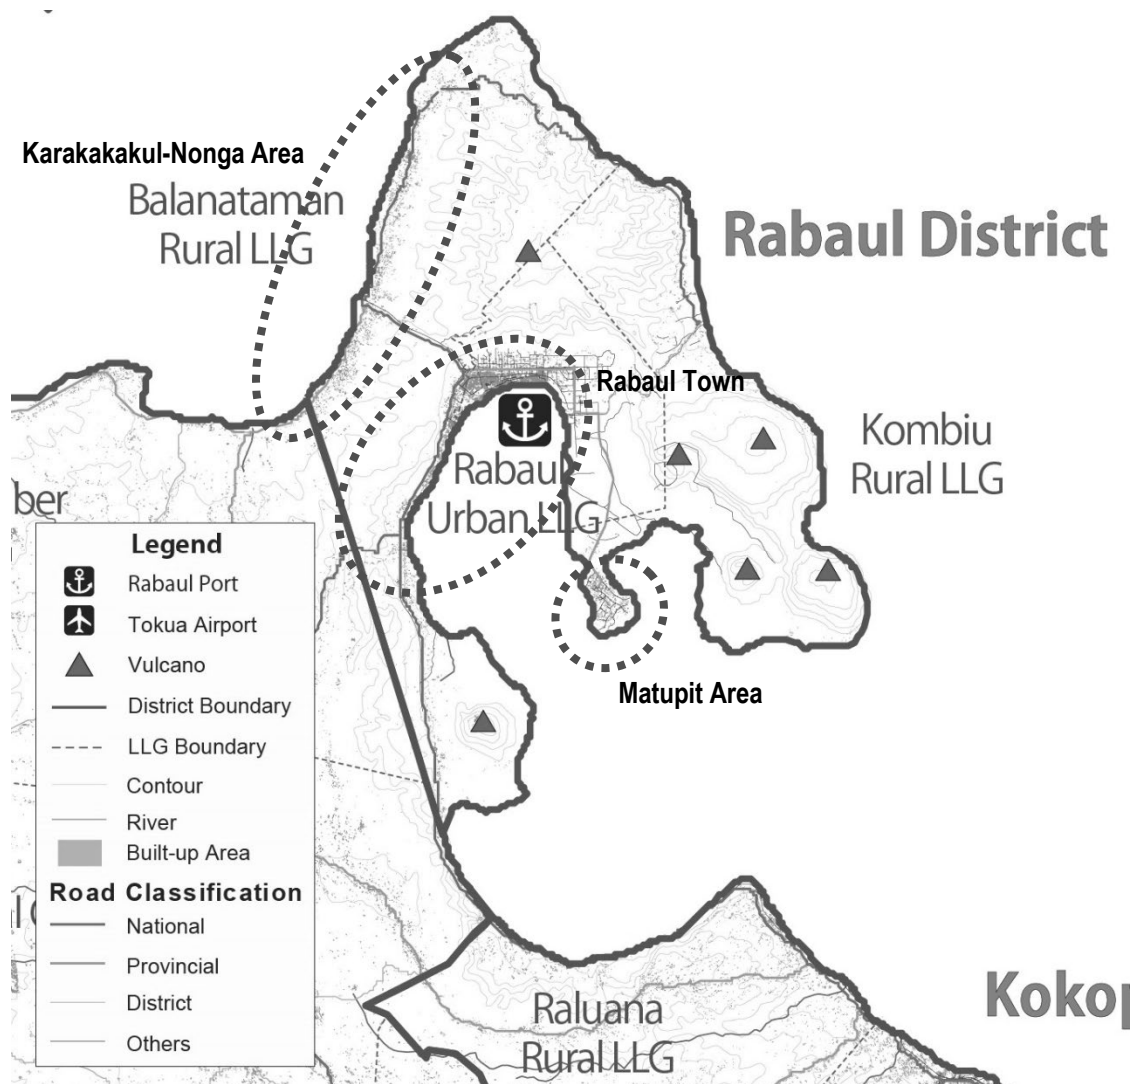 Karakakakul-Nonga Area
Balanataman
Rural LLG
Rabaul District
Rabaul Town
Kombiu
Rural LLG
Rabaul
Urban LLG
ber
Legend
Rabaul Port
Tokua Airport
Vulcano
District Boundary
LLG Boundary
Contour
River
Built-up Area
Road Classification
National
Provincial
District
Others
Matupit Area
Raluana
Rural LLG
Kokop